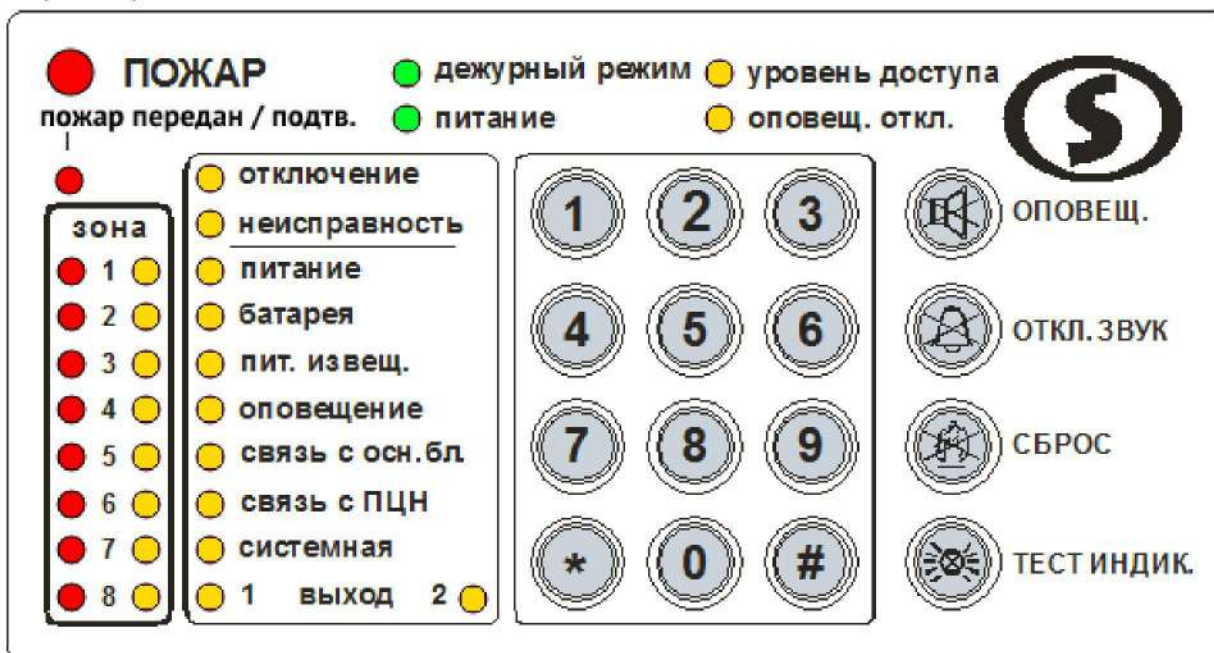 ПОЖАР
дежурный режим
уровень доступа
пожар передан / подтв.
питание
оповещ. откл.
S
зона
1
2
3
4
5
6
7
8
отключение
неисправность
питание
батарея
пит. извещ.
оповещение
связь с осн.бл
связь с ПЦН
системная
1 выход 2
1 2 3
4 5 6
7 8 9
* 0 #
ОПОВЕЩ.
ОТКЛ. ЗВУК
СБРОС
ТЕСТ ИНДИК.